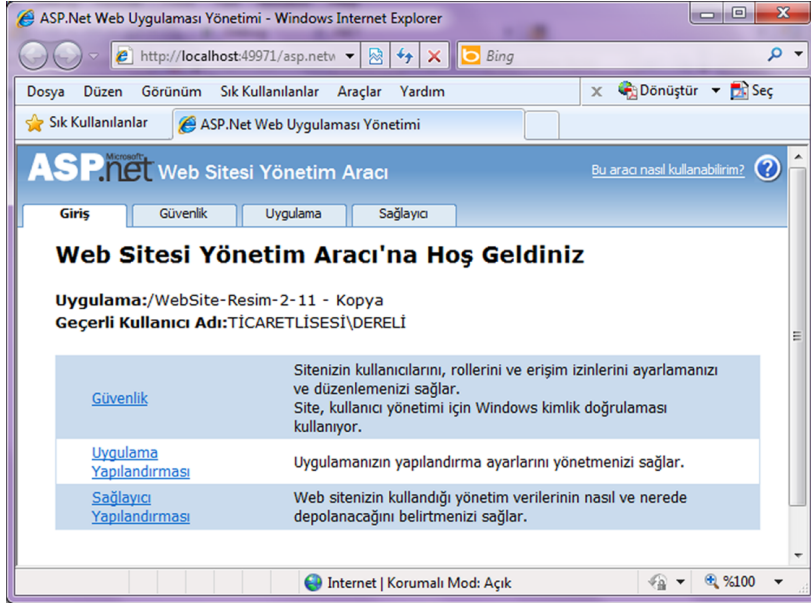 ASP.Net Web Uygulaması Yönetimi - Windows Internet Explorer
http://localhost:49971/asp.netw
Bing
Dosya Düzen Görünüm Sık Kullanılanlar Araçlar Yardım
x Dönüştür Seç
Sık Kullanılanlar
ASP.Net Web Uygulaması Yönetimi
Microsoft
ASP.net Web Sitesi Yönetim Aracı
Bu aracı nasıl kullanabilirim? ?
Giriş Güvenlik Uygulama Sağlayıcı
Web Sitesi Yönetim Aracı'na Hoş Geldiniz
Uygulama:/WebSite-Resim-2-11 - Kopya
Geçerli Kullanıcı Adı:TİCARETLİSESİ\DERELİ
Güvenlik
Sitenizin kullanıcılarını, rollerini ve erişim izinlerini ayarlamanızı
ve düzenlemenizi sağlar.
Site, kullanıcı yönetimi için Windows kimlik doğrulaması
kullanıyor.
Uygulama
Yapılandırması
Uygulamanızın yapılandırma ayarlarını yönetmenizi sağlar.
Sağlayıcı
Yapılandırması
Web sitenizin kullandığı yönetim verilerinin nasıl ve nerede
depolanacağını belirtmenizi sağlar.
Internet | Korumalı Mod: Açık
%100